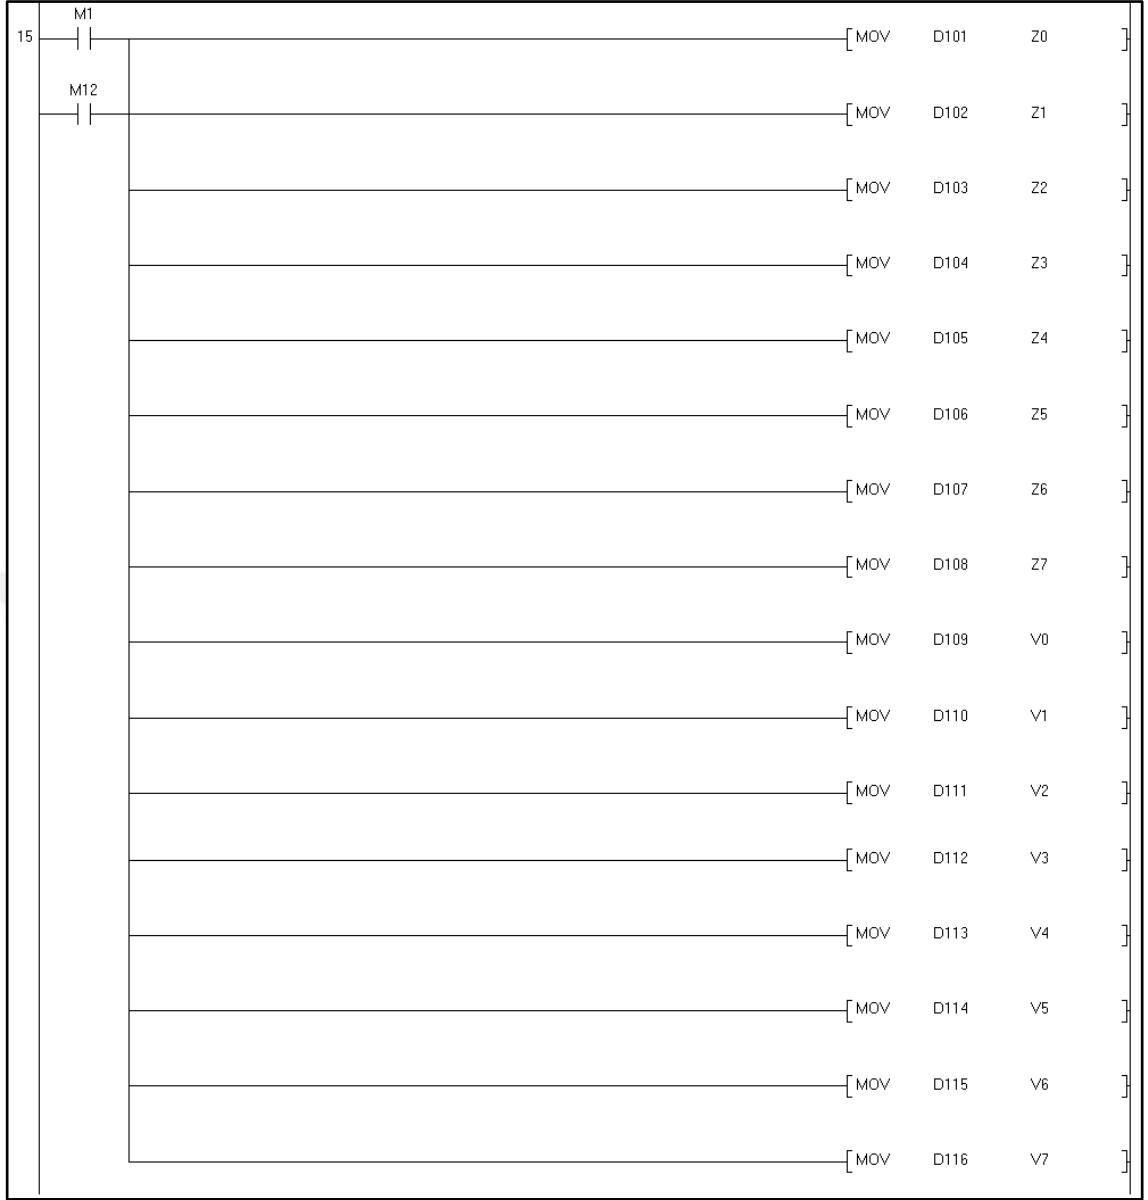 M1
15 MOV D101 Z0
M12
MOV D102 Z1
MOV D103 Z2
MOV D104 Z3
MOV D105 Z4
MOV D106 Z5
MOV D107 Z6
MOV D108 Z7
MOV D109 V0
MOV D110 V1
MOV D111 V2
MOV D112 V3
MOV D113 V4
MOV D114 V5
MOV D115 V6
MOV D116 V7